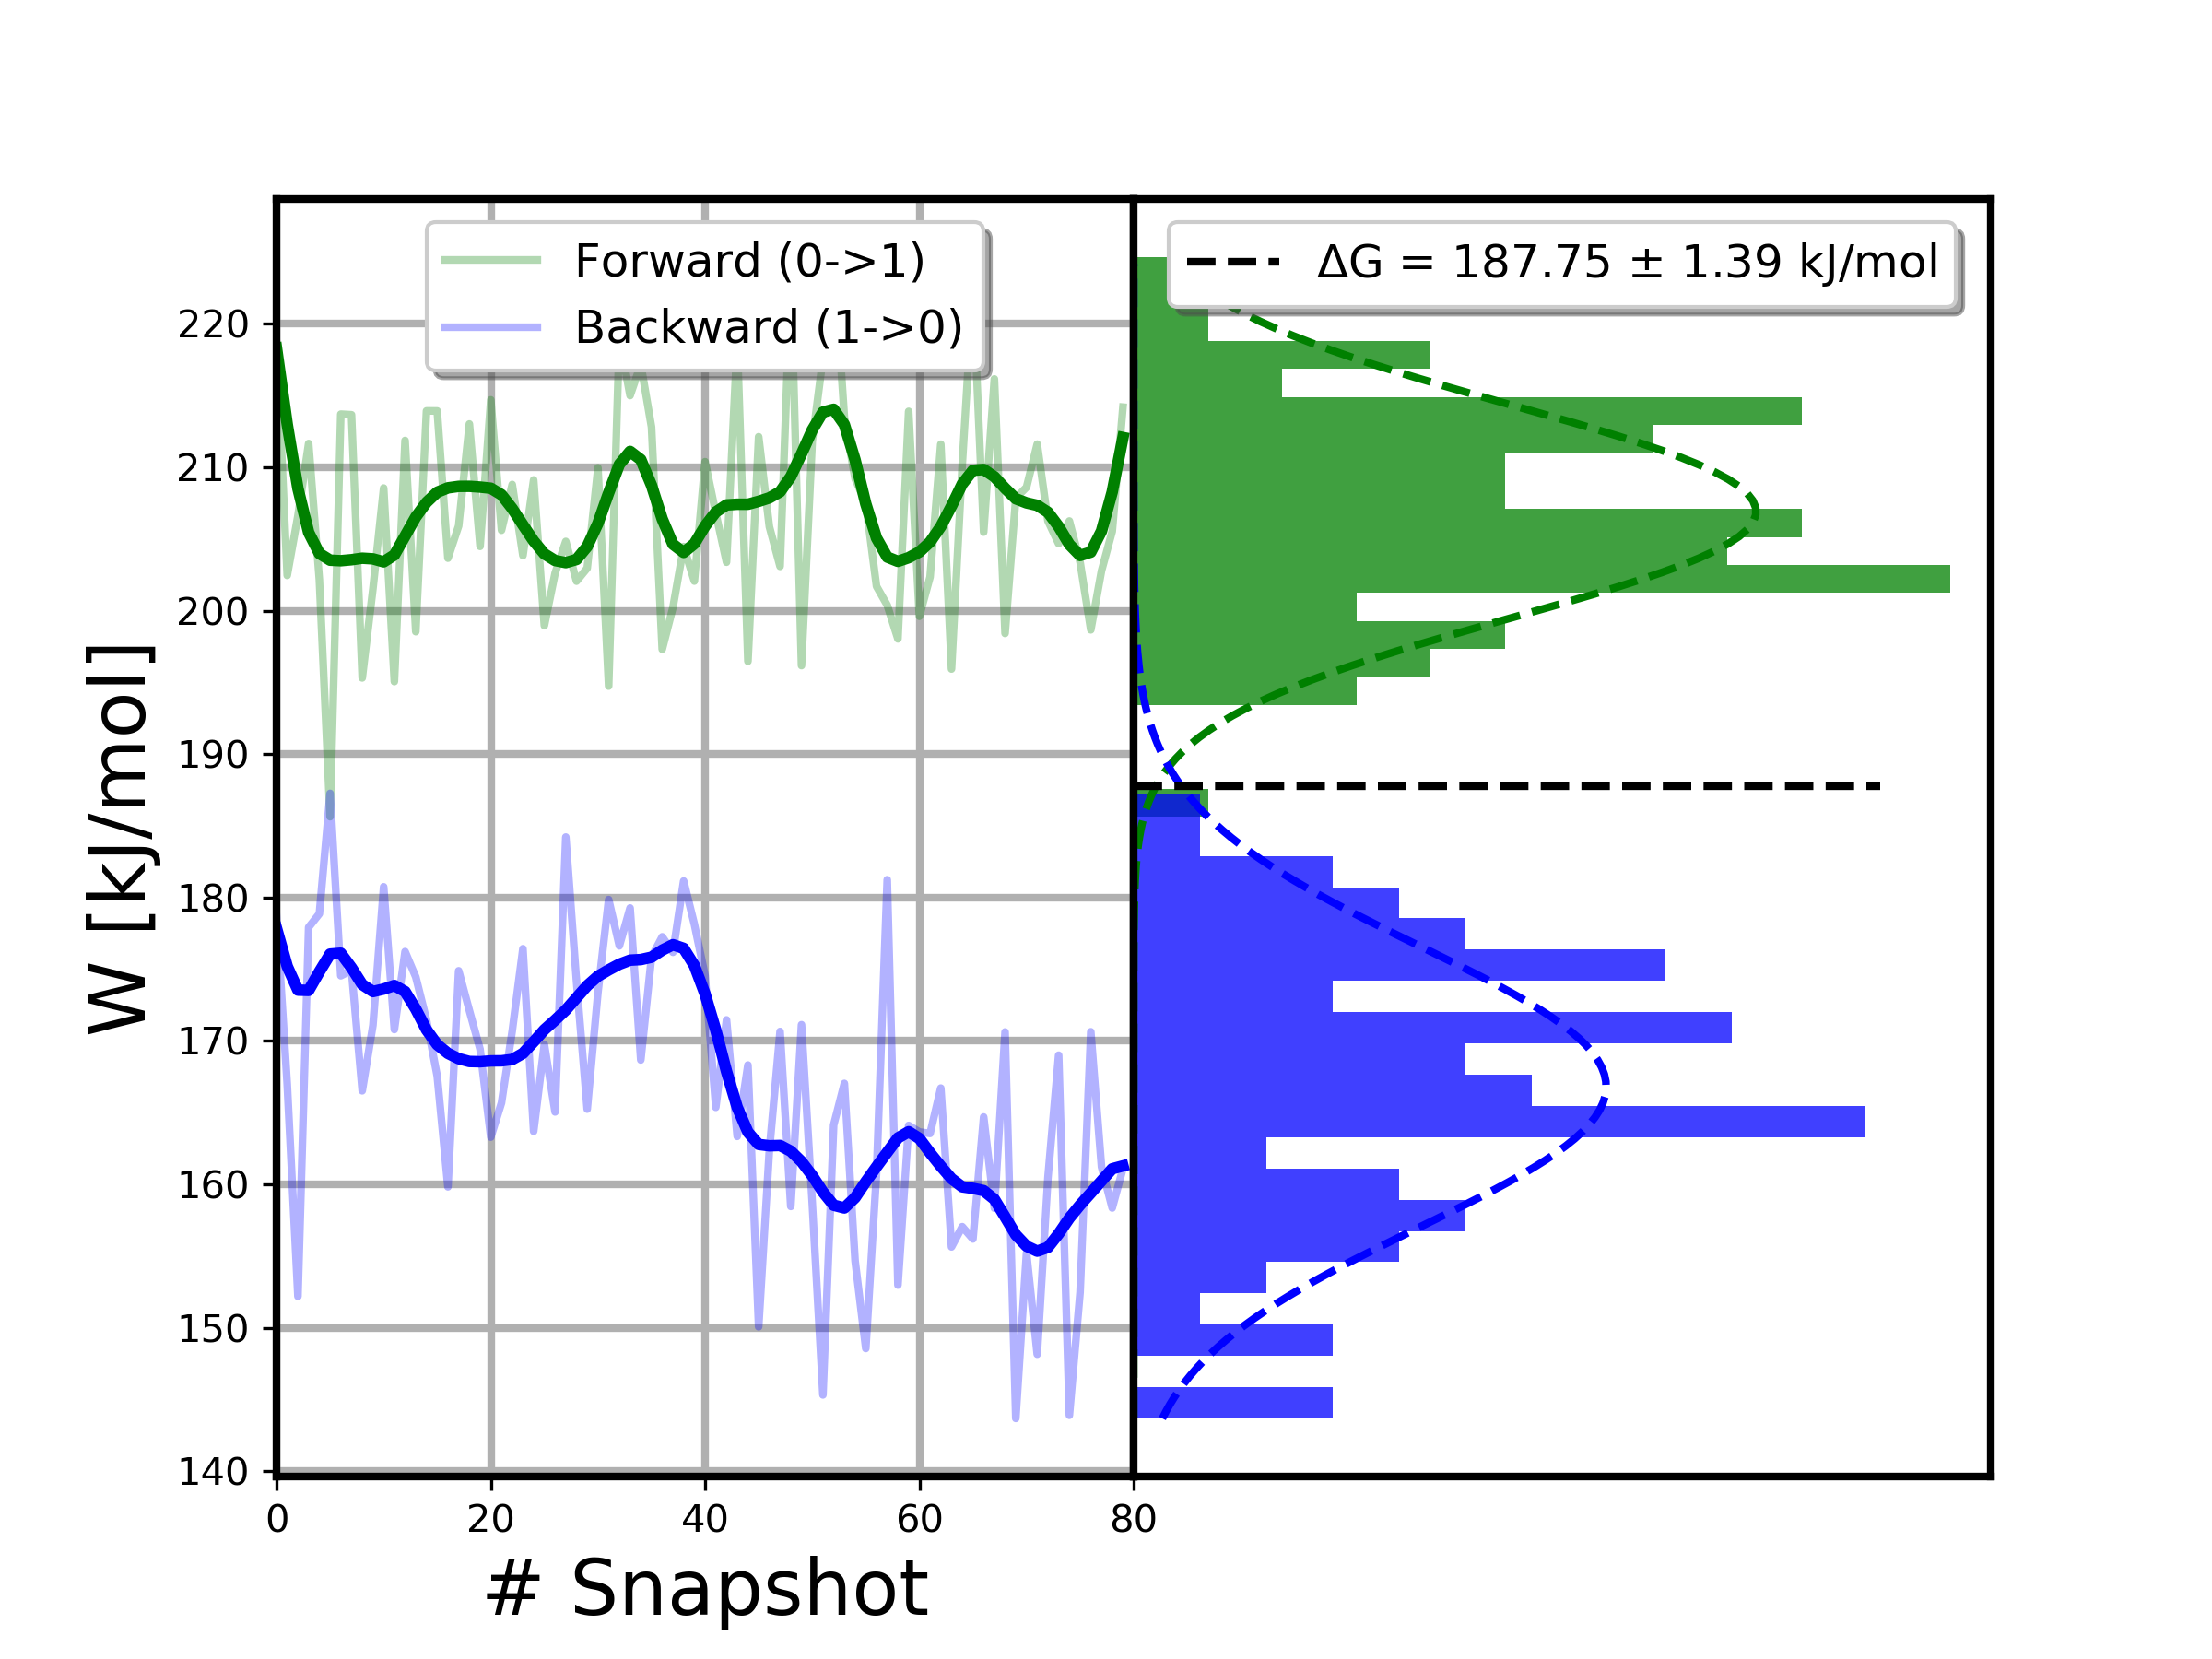 Forward (0->1)
Backward (1->0)
ΔG = 187.75 ± 1.39 kJ/mol
W [kJ/mol]
220
210
200
190
180
170
160
150
140
0 20 40 60 80
# Snapshot